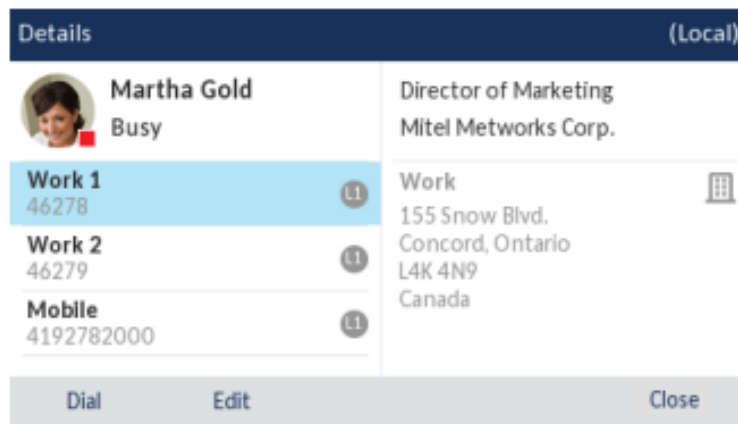 Details
(Local)
Martha Gold
Busy
Director of Marketing
Mitel Metworks Corp.
Work 1
46278
L1
Work 2
46279
L1
Mobile
4192782000
L1
Work
155 Snow Blvd.
Concord, Ontario
L4K 4N9
Canada
Dial
Edit
Close